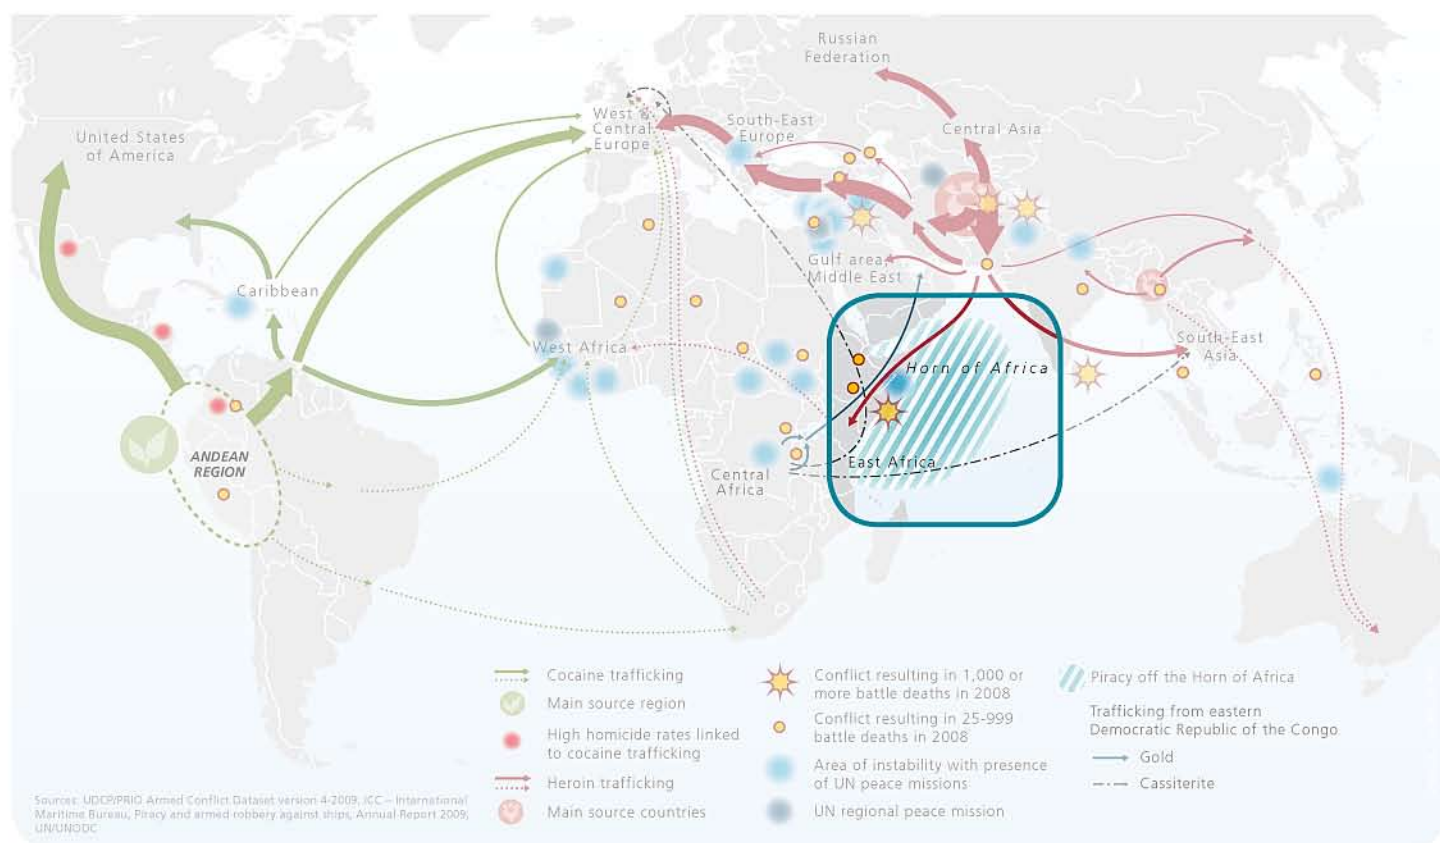 Russian
Federation
United States
of America
West &
Central
Europe
South-East
Europe
Central Asia
Gulf area,
Middle East
Caribbean
West Africa
South-East
Asia
Horn of Africa
ANDEAN
REGION
Central
Africa
East Africa
Cocaine trafficking
Main source region
High homicide rates linked
to cocaine trafficking
Heroin trafficking
Main source countries
Conflict resulting in 1,000 or
more battle deaths in 2008
Conflict resulting in 25-999
battle deaths in 2008
Area of instability with presence
of UN peace missions
UN regional peace mission
Piracy off the Horn of Africa
Trafficking from eastern
Democratic Republic of the Congo
Gold
Cassiterite
Sources: UDCP/PRIO Armed Conflict Dataset version 4-2009, ICC – International
Maritime Bureau, Piracy and armed robbery against ships, Annual Report 2009,
UN/UNODC